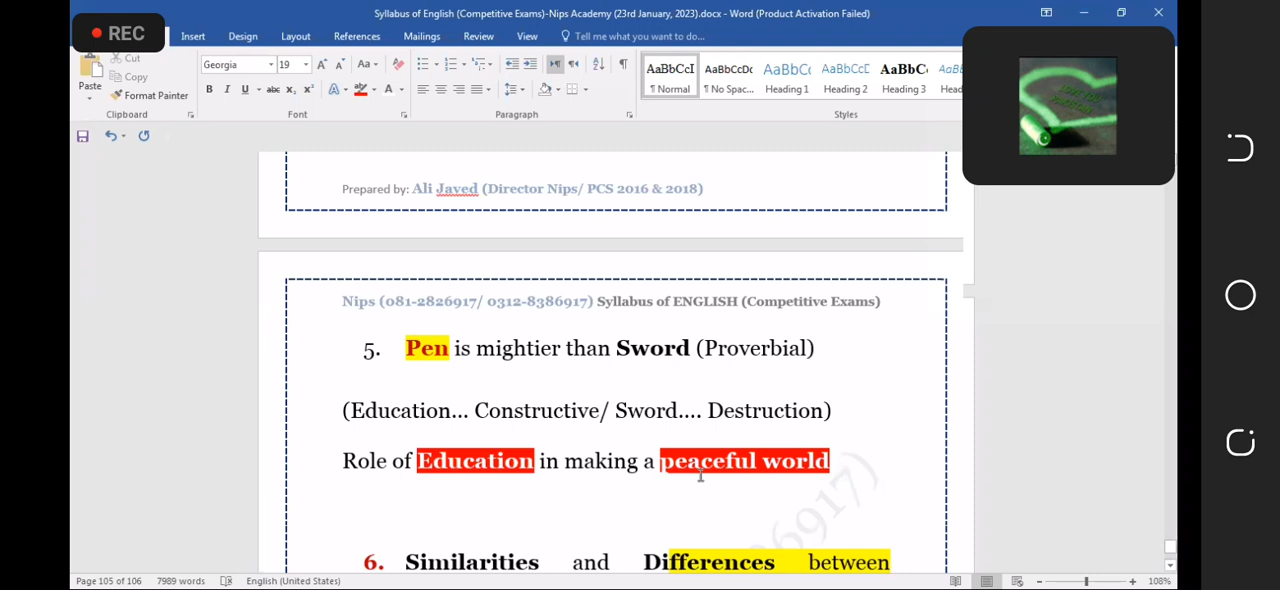 Syllabus of English (Competitive Exams)-Nips Academy (23rd January, 2023).docx - Word (Product Activation Failed)
REC
Insert Design Layout References Mailings Review View Tell me what you want to do...
Cut
Copy
Paste
Format Painter
Georgia 19
AaBbCcI AaBbCcDc AaBbC AaBbCcE AaBbC
¶ Normal ¶ No Spac... Heading 1 Heading 2 Heading 3 Head
Clipboard Font Paragraph Styles
Prepared by: Ali Javed (Director Nips/ PCS 2016 & 2018)
Nips (081-2826917/ 0312-8386917) Syllabus of ENGLISH (Competitive Exams)
5. Pen is mightier than Sword (Proverbial)
(Education... Constructive/ Sword.... Destruction)
Role of Education in making a peaceful world
6917)
6. Similarities and Differences between
Page 105 of 106 7989 words English (United States) 108%